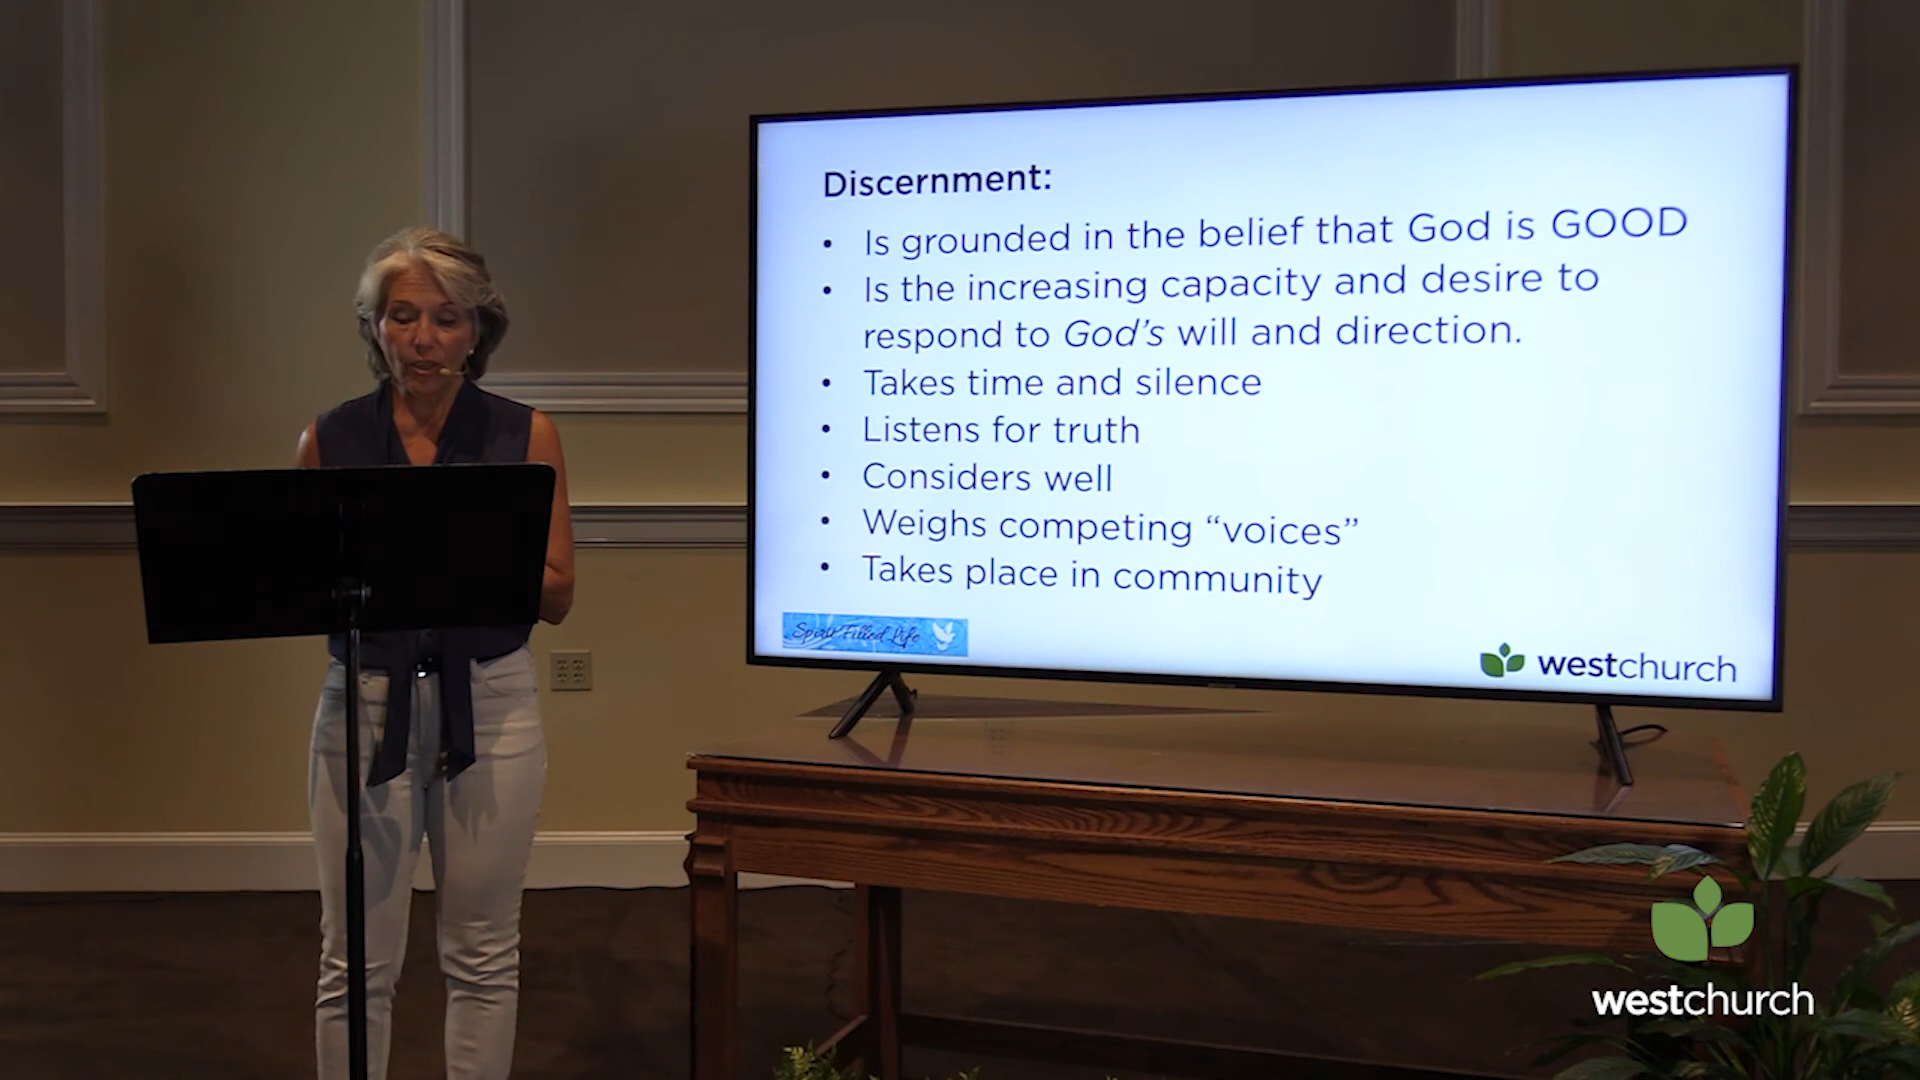 Discernment:
• Is grounded in the belief that God is GOOD
• Is the increasing capacity and desire to
respond to God's will and direction.
• Takes time and silence
• Listens for truth
• Considers well
• Weighs competing “voices”
• Takes place in community
Spirit Filled Life
westchurch
westchurch